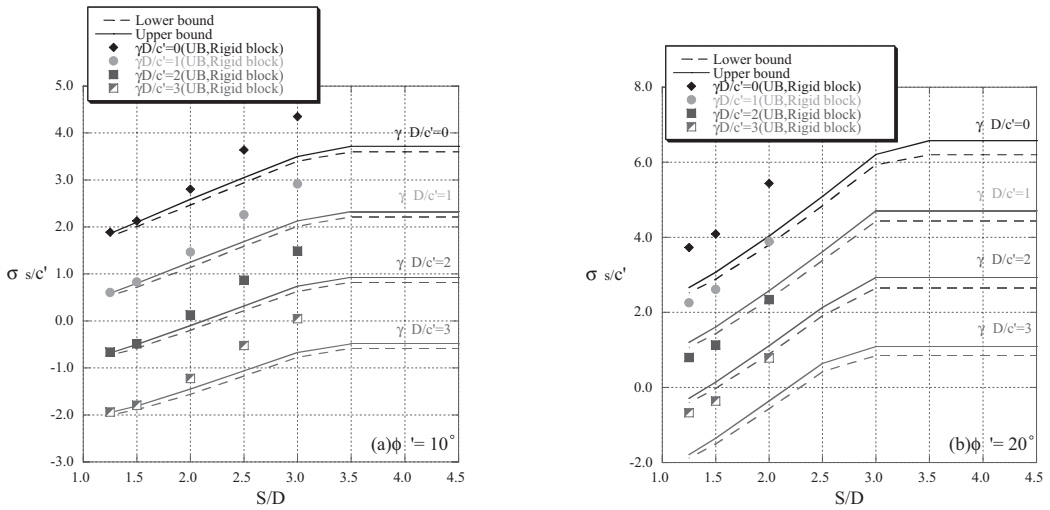 Lower bound
Upper bound
γD/c'=0(UB,Rigid block)
γD/c'=1(UB,Rigid block)
γD/c'=2(UB,Rigid block)
γD/c'=3(UB,Rigid block)
5.0
4.0
3.0
2.0
1.0
0.0
-1.0
-2.0
-3.0
σ s/c'
γ D/c'=0
γ D/c'=1
γ D/c'=2
γ D/c'=3
(a)ϕ '= 10°
1.0 1.5 2.0 2.5 3.0 3.5 4.0 4.5
S/D
Lower bound
Upper bound
γD/c'=0(UB,Rigid block)
γD/c'=1(UB,Rigid block)
γD/c'=2(UB,Rigid block)
γD/c'=3(UB,Rigid block)
8.0
6.0
4.0
2.0
0.0
-2.0
σ s/c'
γ D/c'=0
γ D/c'=1
γ D/c'=2
γ D/c'=3
(b)ϕ '= 20°
1.0 1.5 2.0 2.5 3.0 3.5 4.0 4.5
S/D